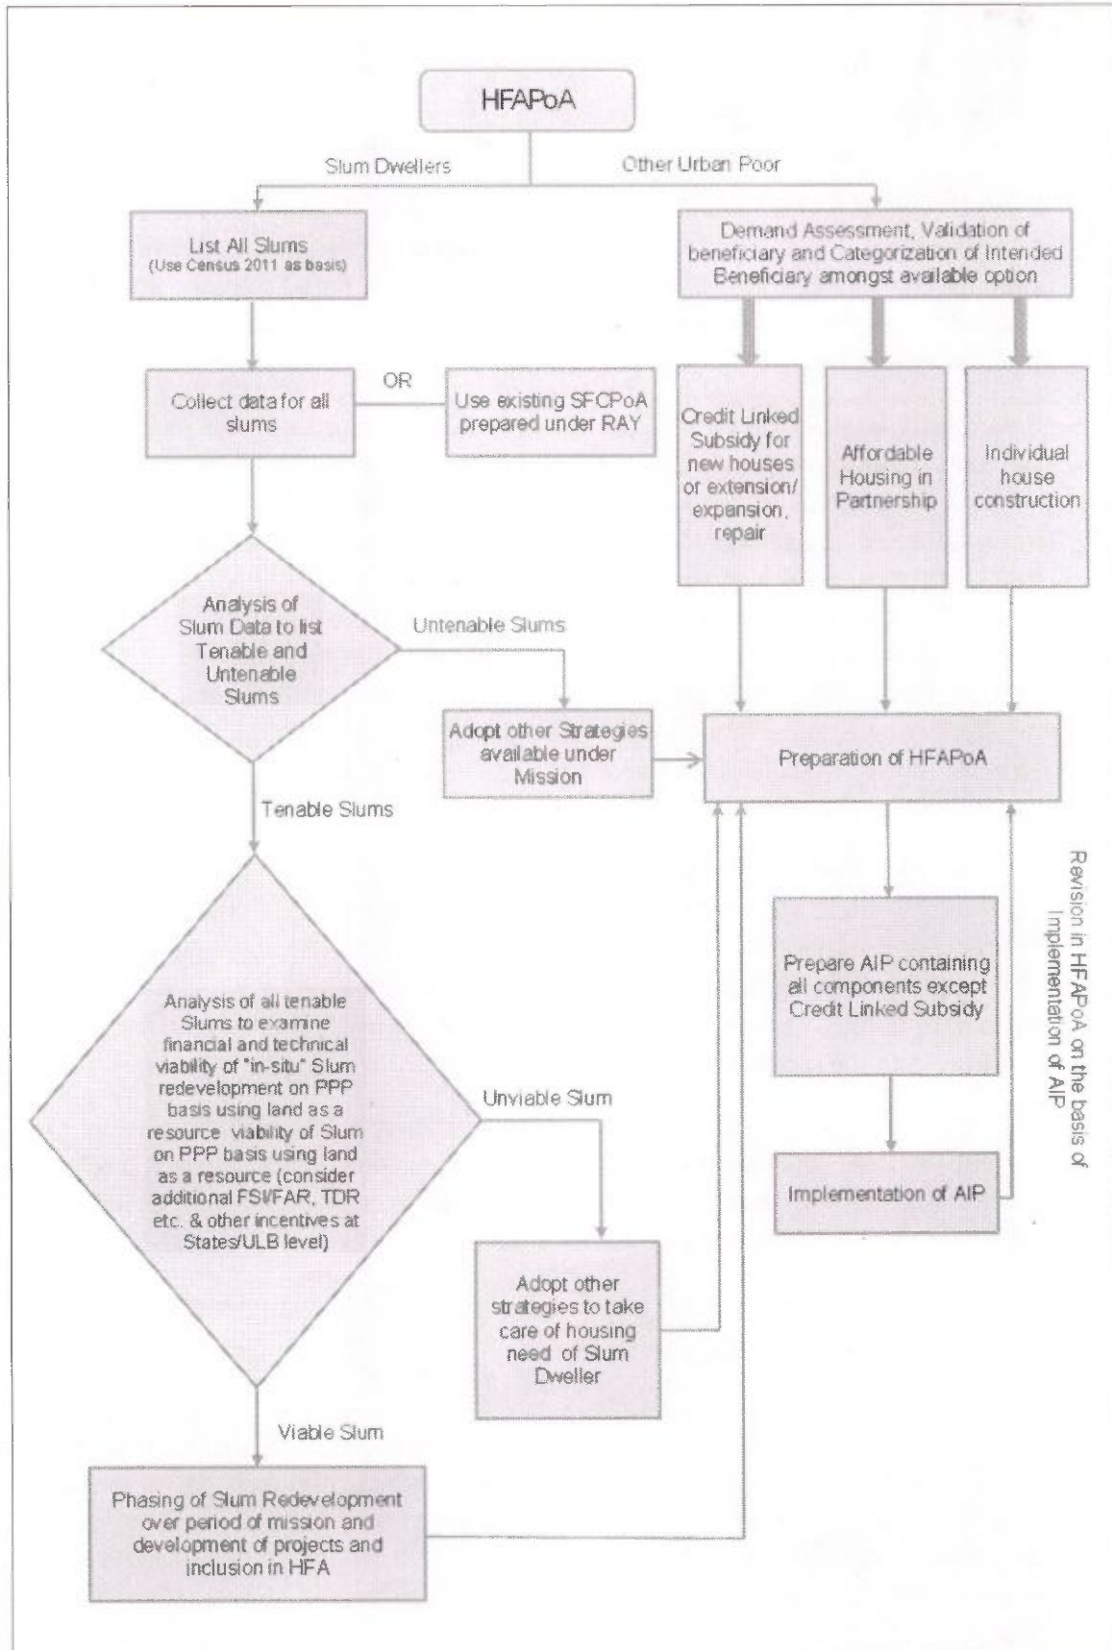 HFAPoA
Slum Dwellers
Other Urban Poor
List All Slums
(Use Census 2011 as basis)
Demand Assessment, Validation of
beneficiary and Categorization of Intended
Beneficiary amongst available option
Collect data for all
slums
OR
Use existing SFCPoA
prepared under RAY
Credit Linked
Subsidy for
new houses
or extension/
expansion,
repair
Affordable
Housing in
Partnership
Individual
house
construction
Analysis of
Slum Data to list
Tenable and
Untenable
Slums
Untenable Slums
Adopt other Strategies
available under
Mission
Preparation of HFAPoA
Tenable Slums
Analysis of all tenable
Slums to examine
financial and technical
viability of "in-situ" Slum
redevelopment on PPP
basis using land as a
resource viability of Slum
on PPP basis using land
as a resource (consider
additional FSI/FAR, TDR
etc. & other incentives at
States/ULB level)
Unviable Slum
Adopt other
strategies to take
care of housing
need of Slum
Dweller
Prepare AIP containing
all components except
Credit Linked Subsidy
Implementation of AIP
Revision in HFAPoA on the basis of
Implementation of AIP
Viable Slum
Phasing of Slum Redevelopment
over period of mission and
development of projects and
inclusion in HFA